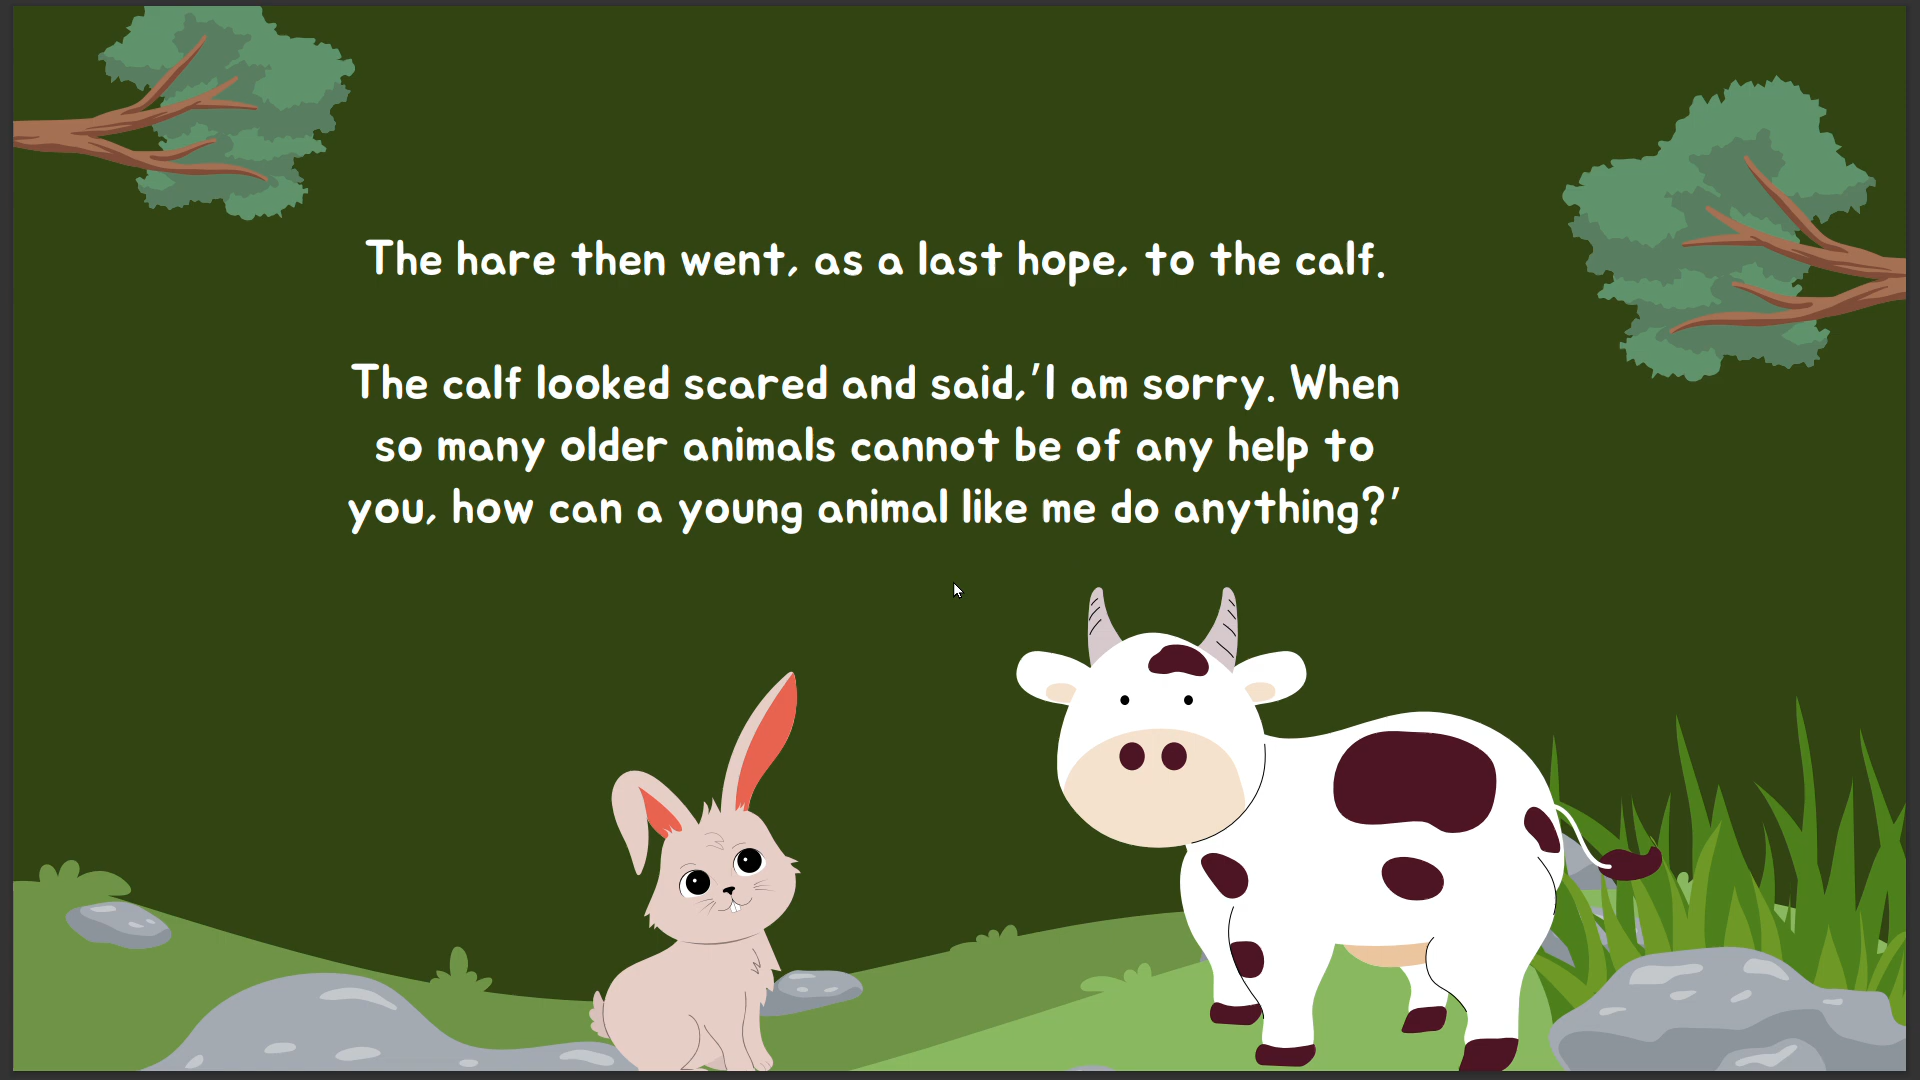 The hare then went, as a last hope, to the calf.
The calf looked scared and said,'I am sorry. When
so many older animals cannot be of any help to
you, how can a young animal like me do anything?'